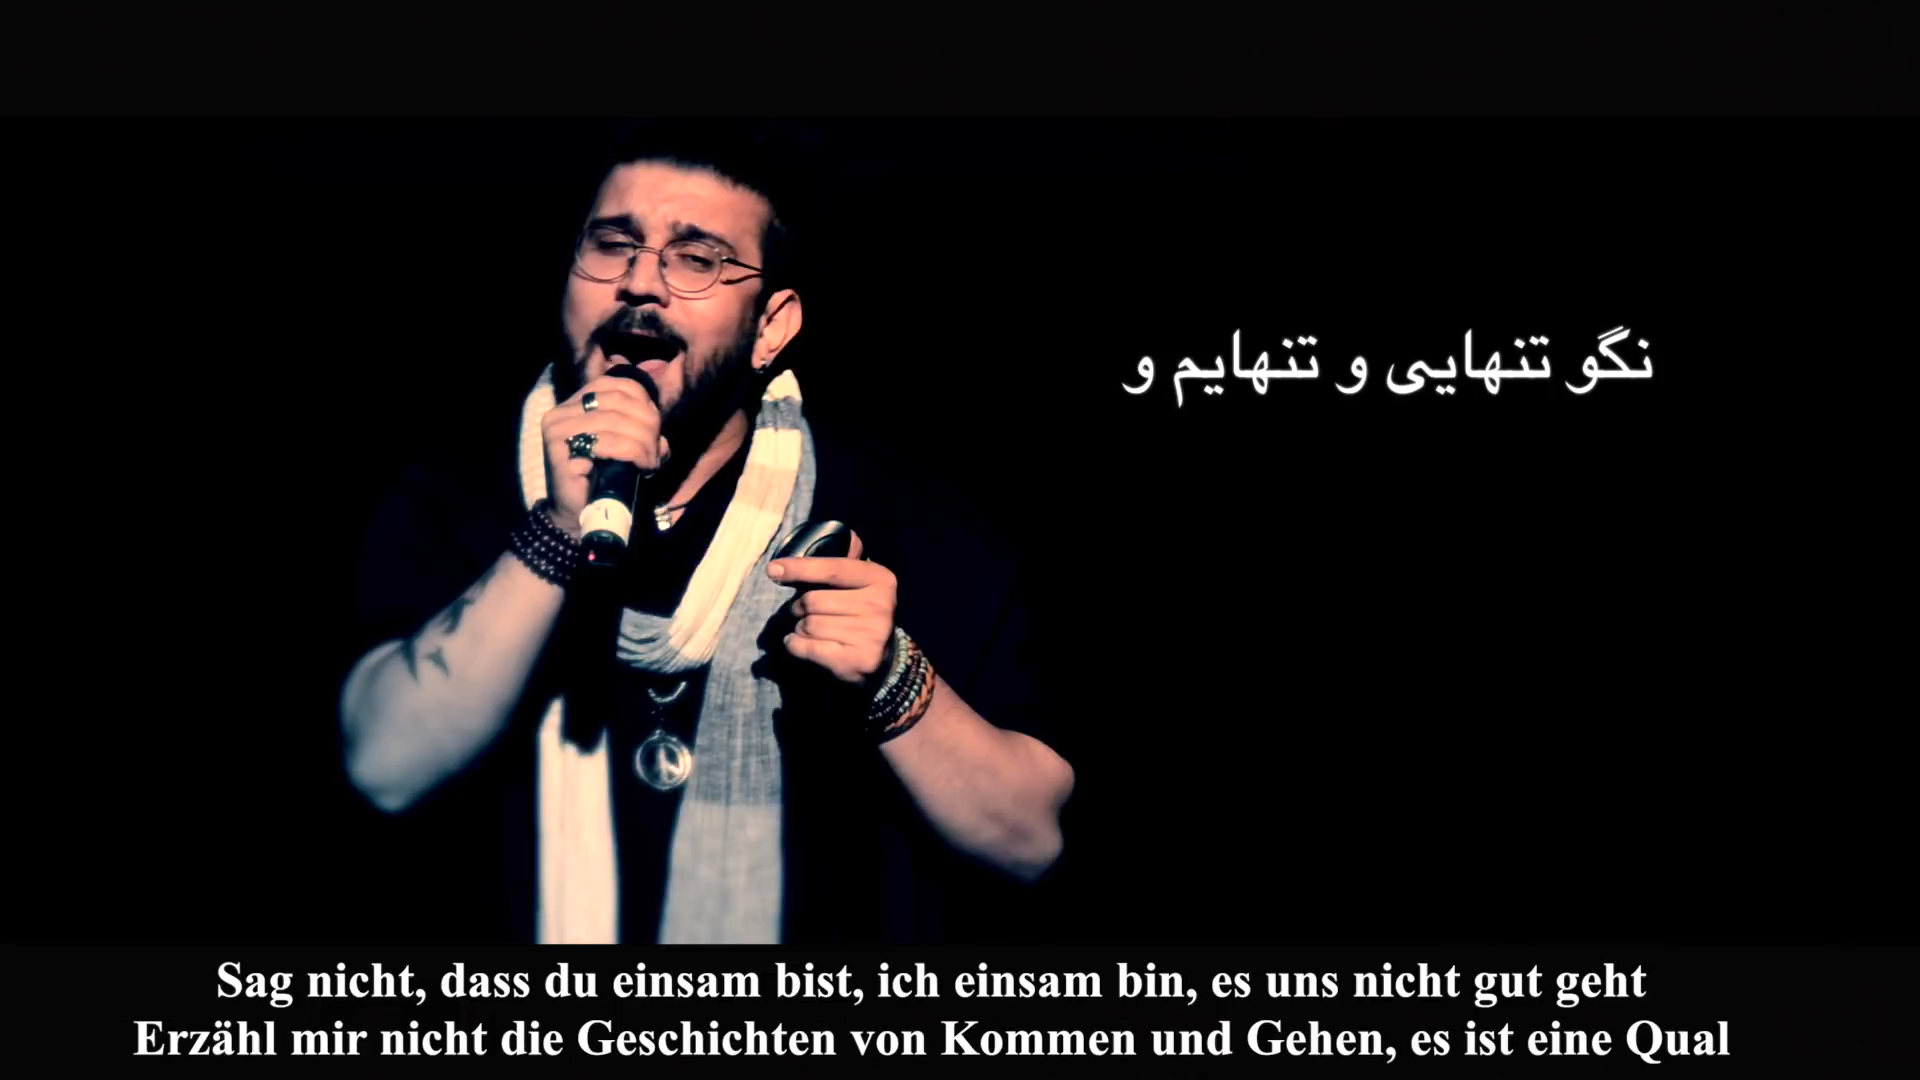 نگو تنهایی و تنهایم و
Sag nicht, dass du einsam bist, ich einsam bin, es uns nicht gut geht
Erzähl mir nicht die Geschichten von Kommen und Gehen, es ist eine Qual